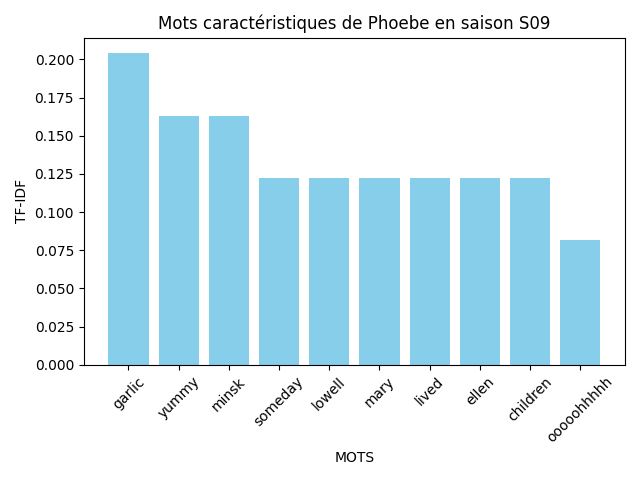 Mots caractéristiques de Phoebe en saison S09
TF-IDF
0.200
0.175
0.150
0.125
0.100
0.075
0.050
0.025
0.000
garlic
yummy
minsk
someday
lowell
mary
lived
ellen
children
ooooohhhhh
MOTS